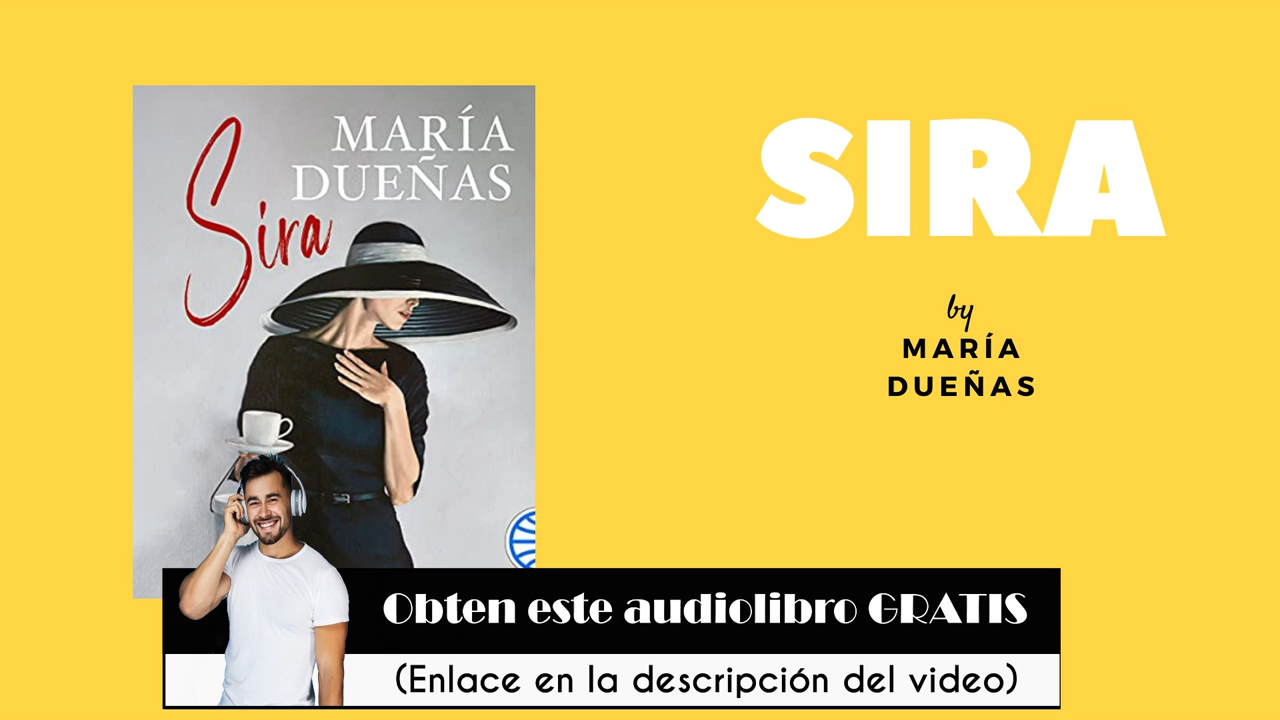 MARÍA
DUEÑAS
Sira
SIRA
by
MARÍA
DUEÑAS
Obten este audiolibro GRATIS
(Enlace en la descripción del video)